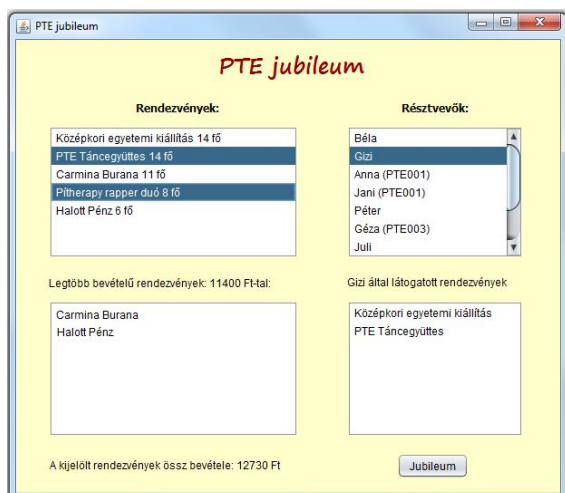 PTE jubileum
PTE jubileum
Rendezvények:
Középkori egyetemi kiállítás 14 fő
PTE Táncegyüttes 14 fő
Carmina Burana 11 fő
Pítherapy rapper duó 8 fő
Halott Pénz 6 fő
Résztvevők:
Béla
Gizi
Anna (PTE001)
Jani (PTE001)
Péter
Géza (PTE003)
Juli
Legtöbb bevételű rendezvények: 11400 Ft-tal:
Carmina Burana
Halott Pénz
Gizi által látogatott rendezvények
Középkori egyetemi kiállítás
PTE Táncegyüttes
A kijelölt rendezvények össz bevétele: 12730 Ft
Jubileum